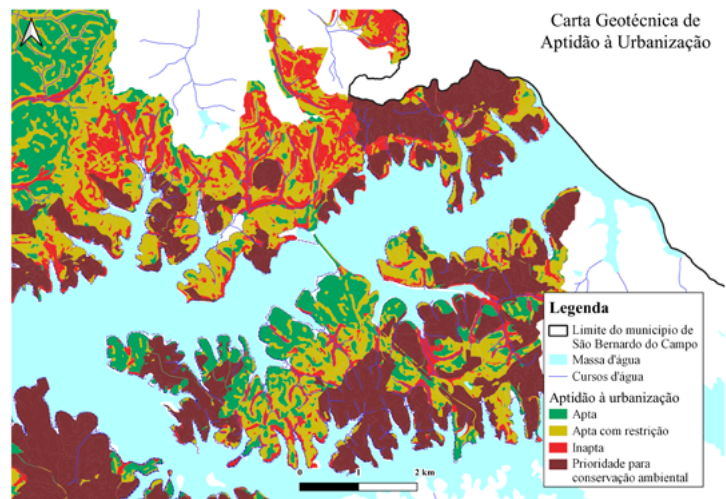 Carta Geotécnica de
Aptidão à Urbanização
Legenda
Limite do município de
São Bernardo do Campo
Massa d'água
Cursos d'água
Aptidão à urbanização
Apta
Apta com restrição
Inapta
Prioridade para
conservação ambiental
0 1 2 km